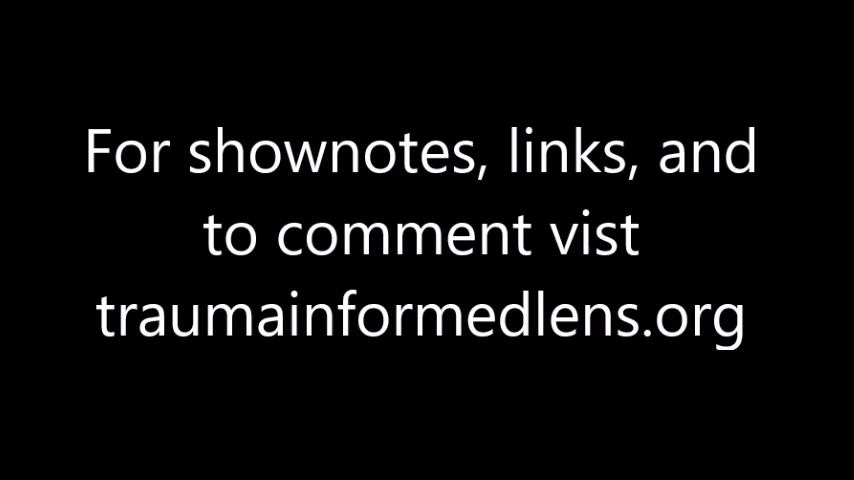 For shownotes, links, and
to comment vist
traumainformedlens.org